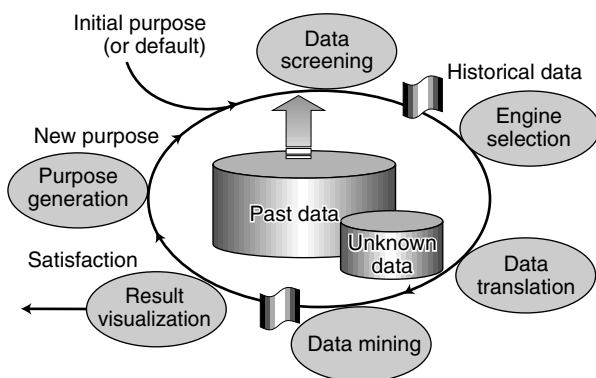 Initial purpose
(or default)
Data
screening
Historical data
Engine
selection
New purpose
Purpose
generation
Past data
Unknown
data
Satisfaction
Result
visualization
Data
translation
Data mining